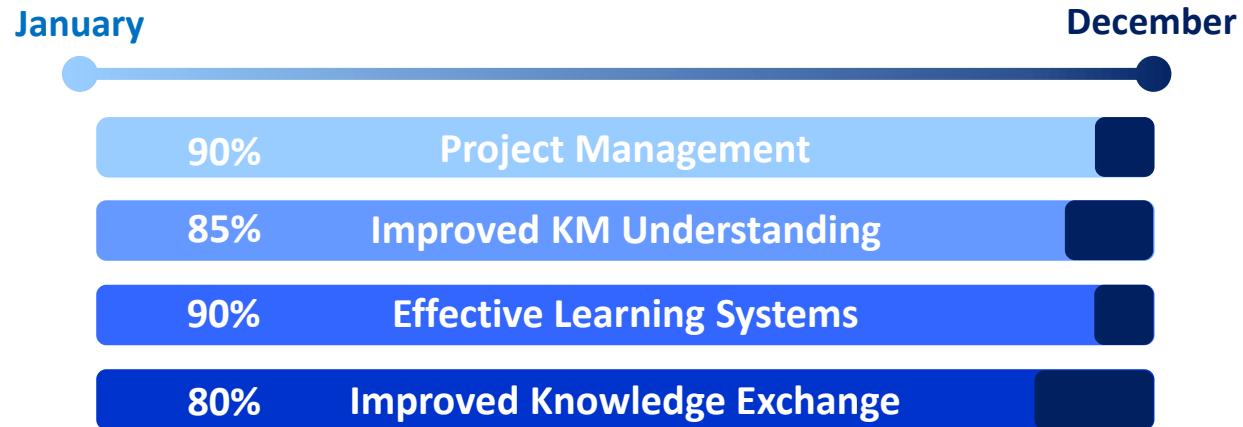 January
December
90% Project Management
85% Improved KM Understanding
90% Effective Learning Systems
80% Improved Knowledge Exchange